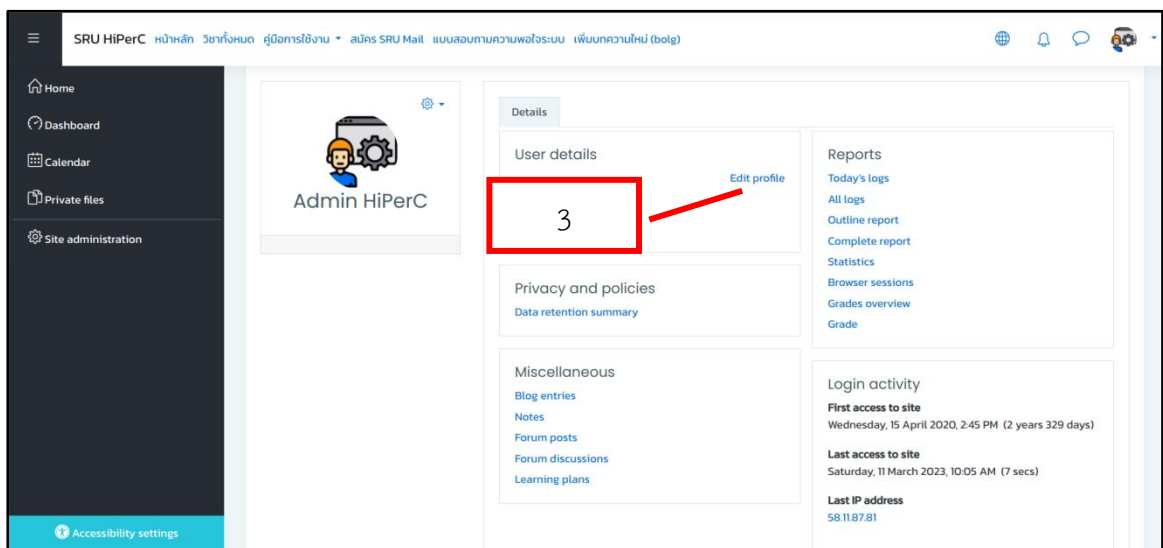 SRU HiPerC หน้าหลัก วิชาทั้งหมด คู่มือการใช้งาน สมัคร SRU Mail แบบสอบถามความพอใจระบบ เพิ่มบทความใหม่ (bolg)
Home
Dashboard
Calendar
Private files
Site administration
Accessibility settings
Admin HiPerC
Details
User details
Edit profile
3
Privacy and policies
Data retention summary
Miscellaneous
Blog entries
Notes
Forum posts
Forum discussions
Learning plans
Reports
Today's logs
All logs
Outline report
Complete report
Statistics
Browser sessions
Grades overview
Grade
Login activity
First access to site
Wednesday, 15 April 2020, 2:45 PM (2 years 329 days)
Last access to site
Saturday, 11 March 2023, 10:05 AM (7 secs)
Last IP address
58.11.87.81